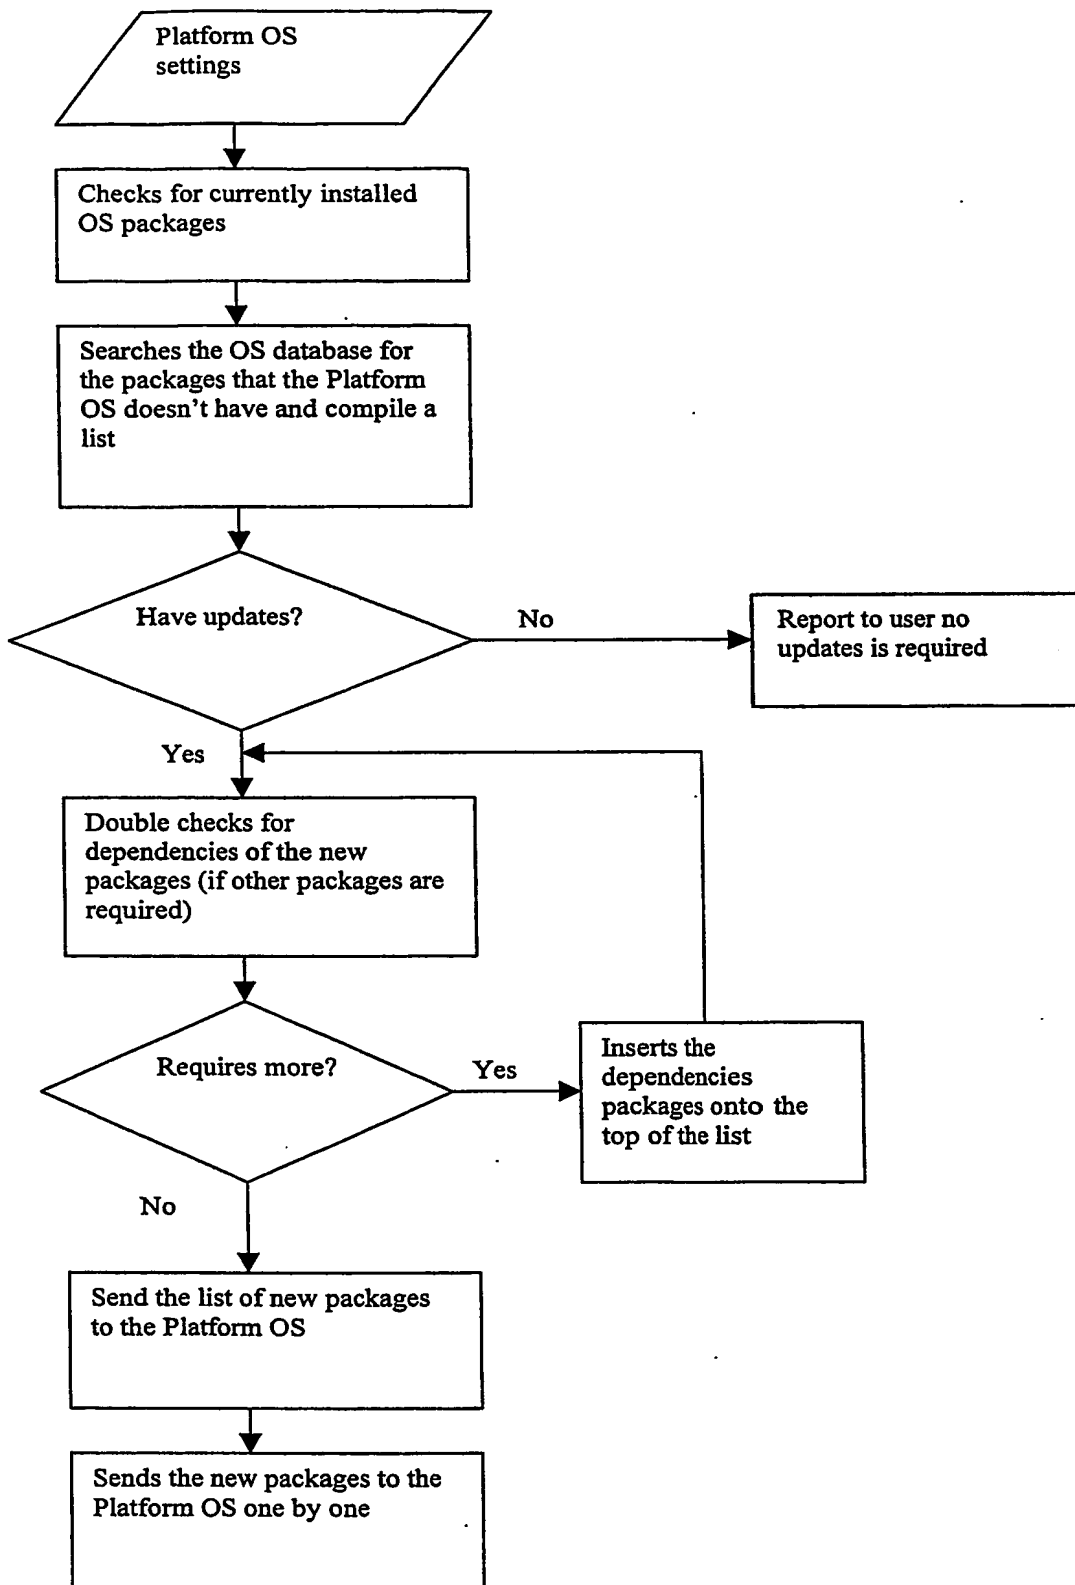 Platform OS
settings
Checks for currently installed
OS packages
Searches the OS database for
the packages that the Platform
OS doesn't have and compile a
list
Have updates?
No
Report to user no
updates is required
Yes
Double checks for
dependencies of the new
packages (if other packages are
required)
Requires more?
Yes
Inserts the
dependencies
packages onto the
top of the list
No
Send the list of new packages
to the Platform OS
Sends the new packages to the
Platform OS one by one